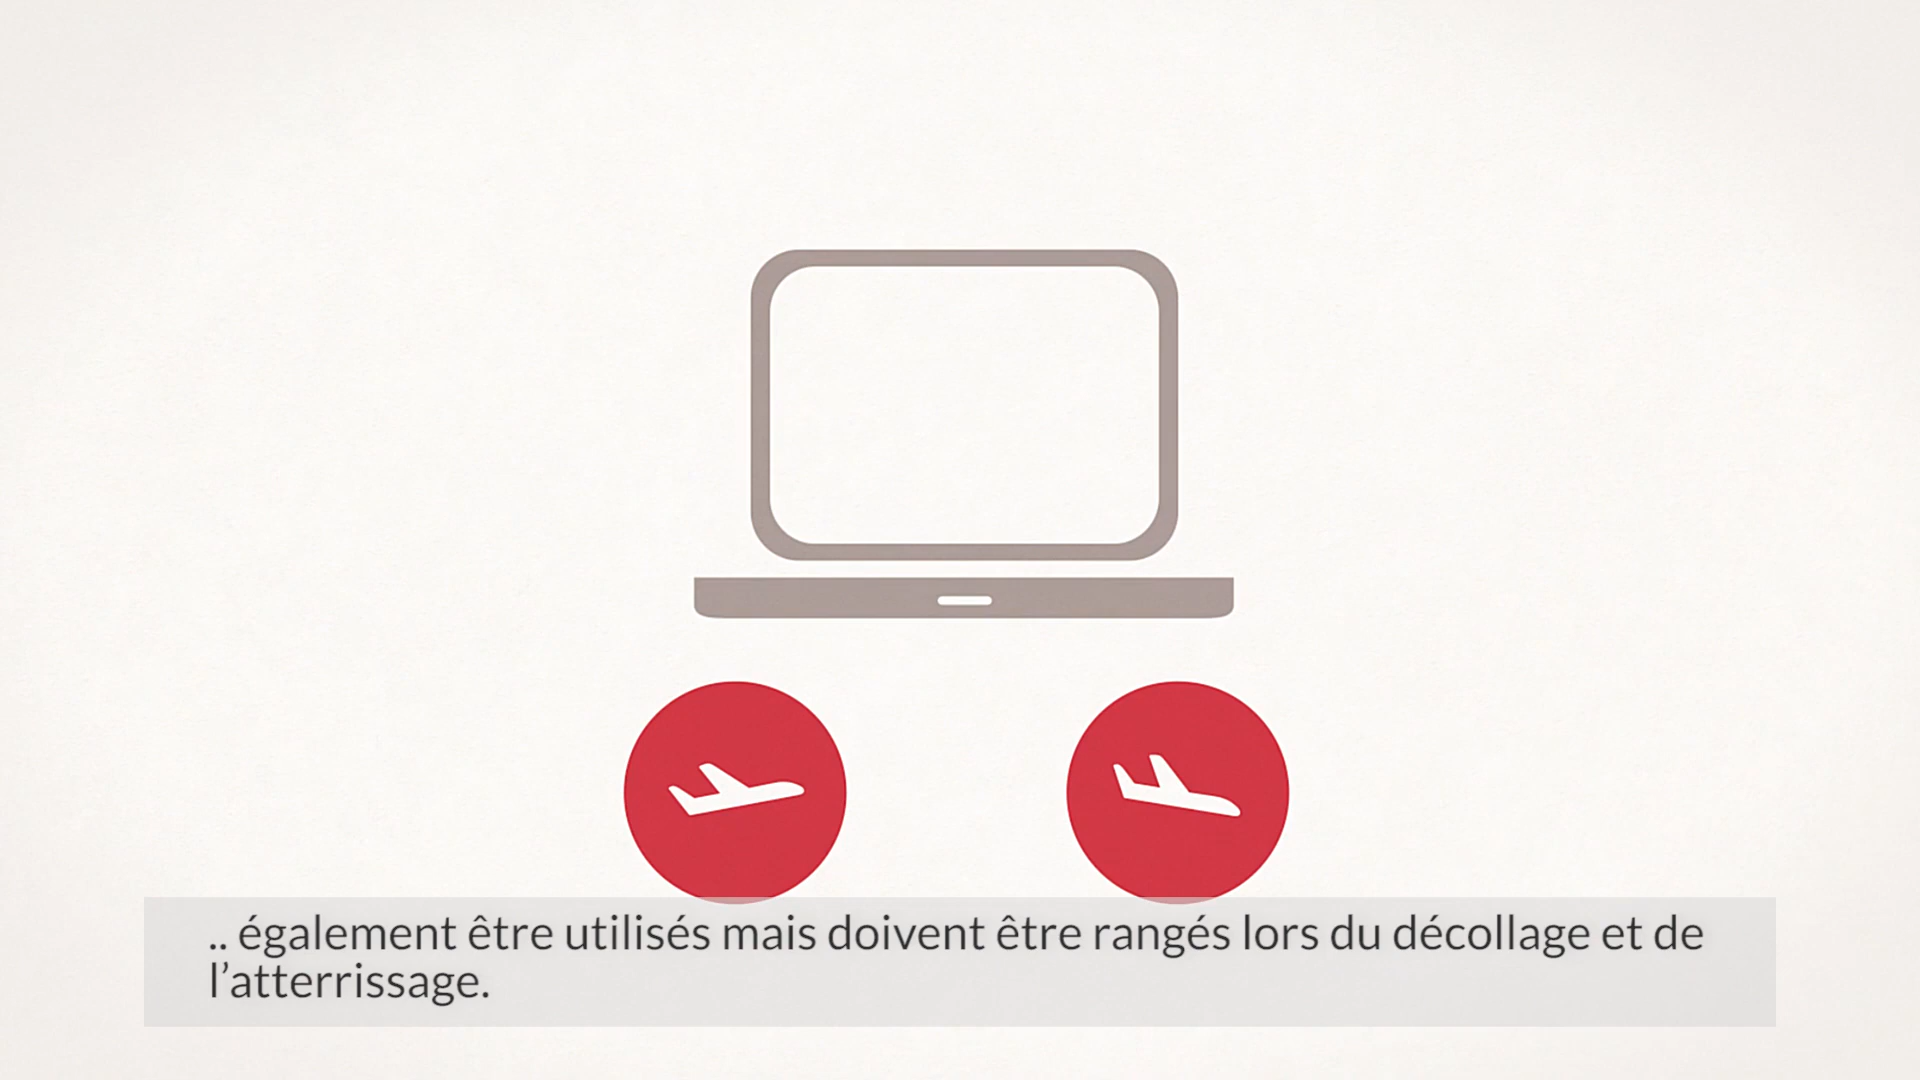 .. également être utilisés mais doivent être rangés lors du décollage et de
l’atterrissage.